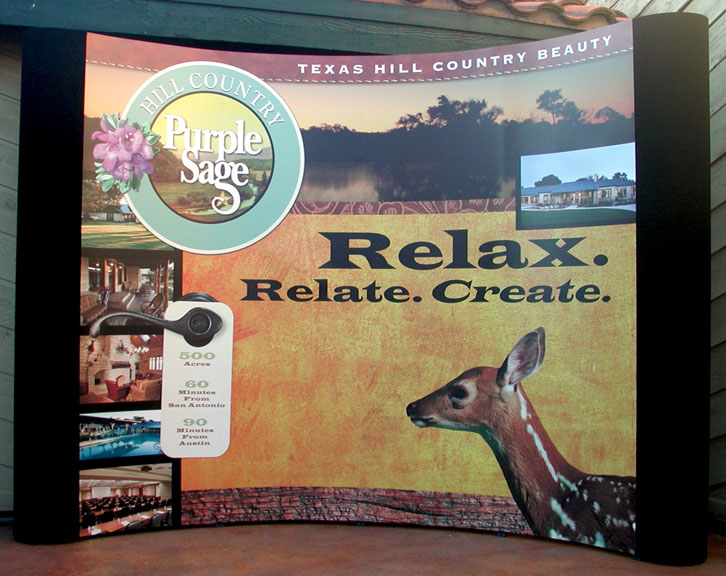 TEXAS HILL COUNTRY BEAUTY
HILL COUNTRY
Purple
Sage
Relax.
Relate. Create.
500
Acres
60
Minutes
From
San Antonio
90
Minutes
From
Austin